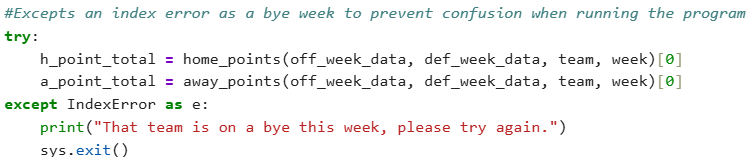 #Excepts an index error as a bye week to prevent confusion when running the program
try:
    h_point_total = home_points(off_week_data, def_week_data, team, week)[0]
    a_point_total = away_points(off_week_data, def_week_data, team, week)[0]
except IndexError as e:
    print("That team is on a bye this week, please try again.")
    sys.exit()